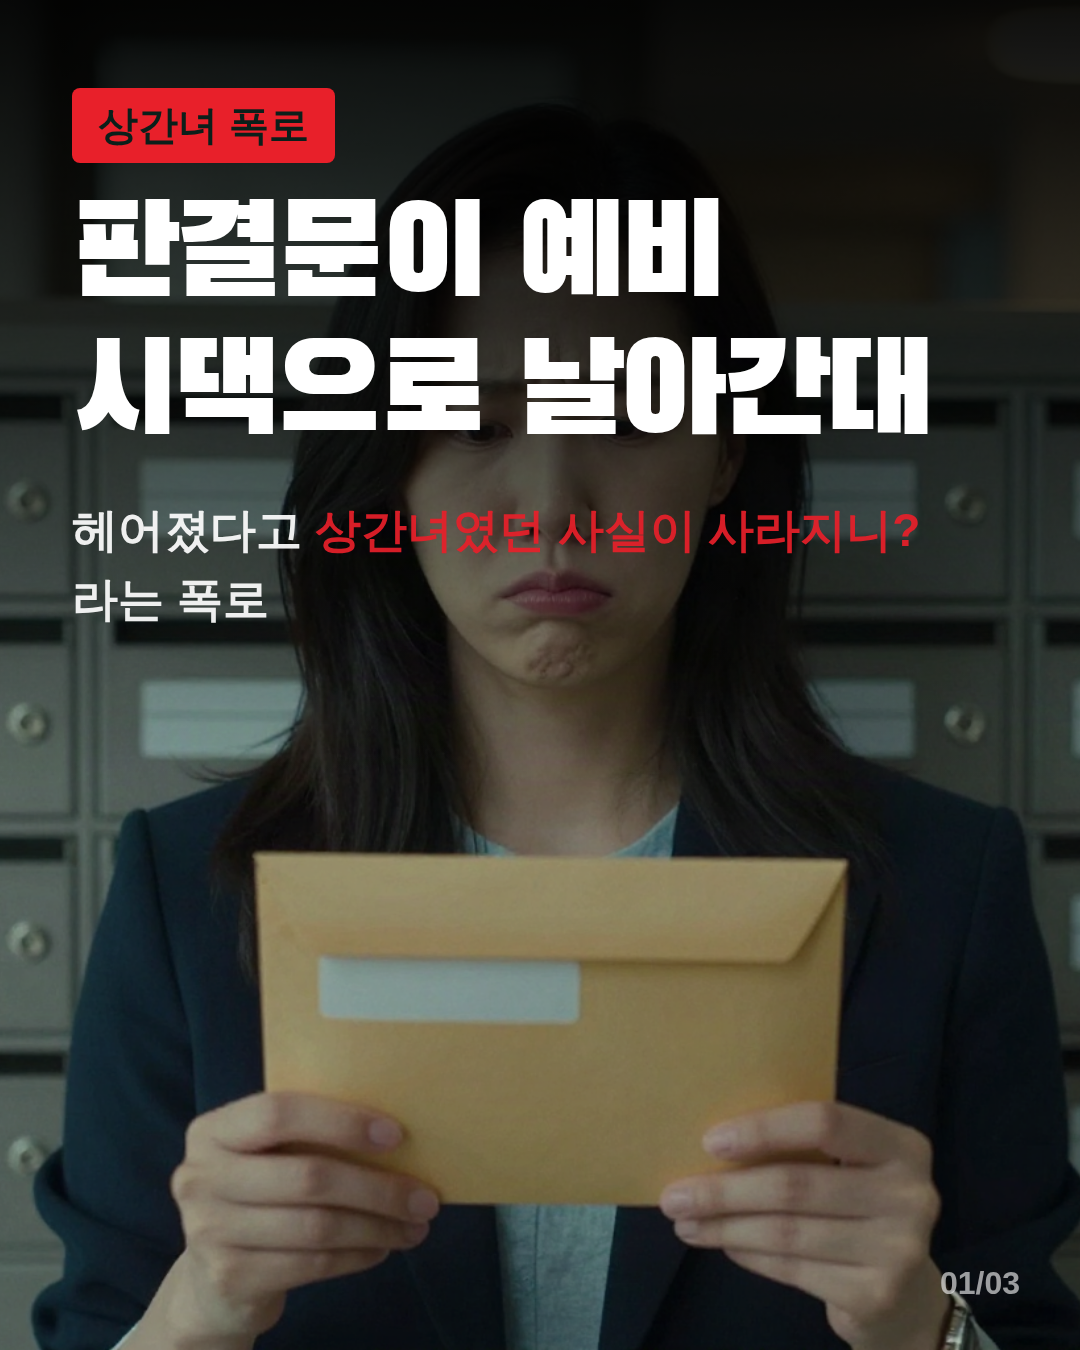 상간녀 폭로
판결문이 예비
시댁으로 날아간대
헤어졌다고 상간녀였던 사실이 사라지니?
라는 폭로
01/03